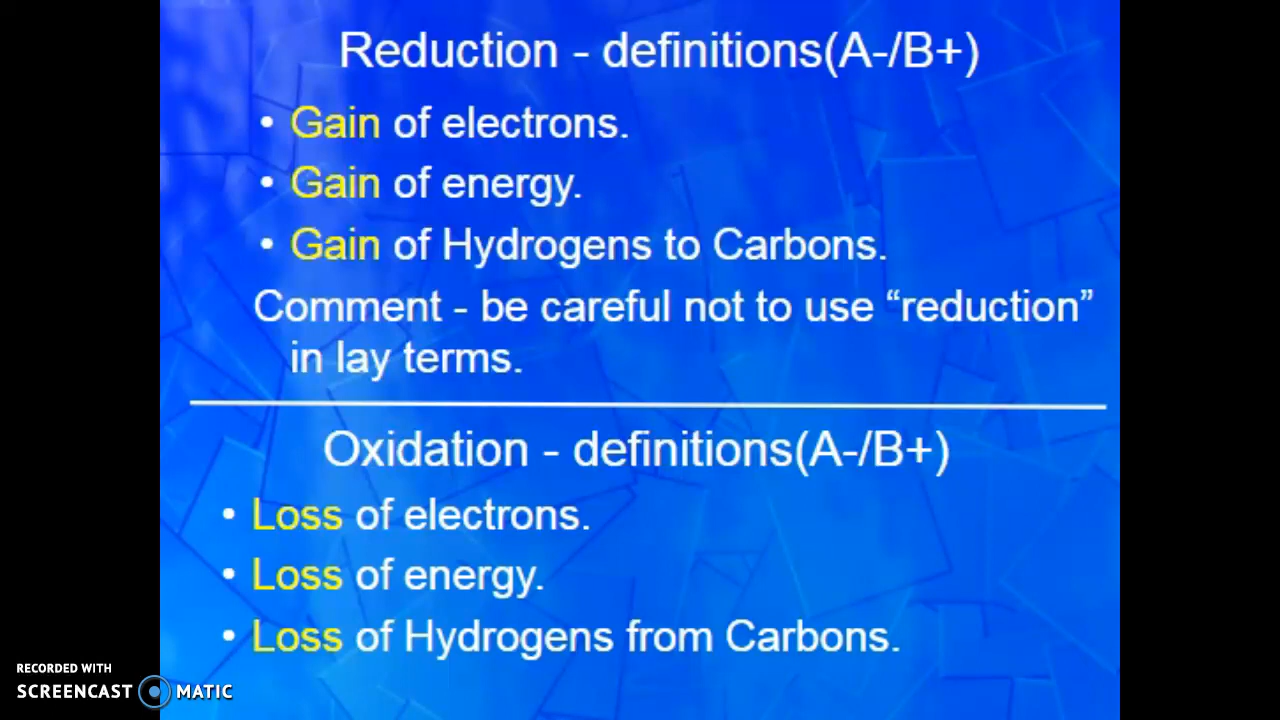 Reduction - definitions(A-/B+)
• Gain of electrons.
• Gain of energy.
• Gain of Hydrogens to Carbons.
Comment - be careful not to use “reduction”
in lay terms.
Oxidation - definitions(A-/B+)
• Loss of electrons.
• Loss of energy.
• Loss of Hydrogens from Carbons.
RECORDED WITH
SCREENCAST MATIC